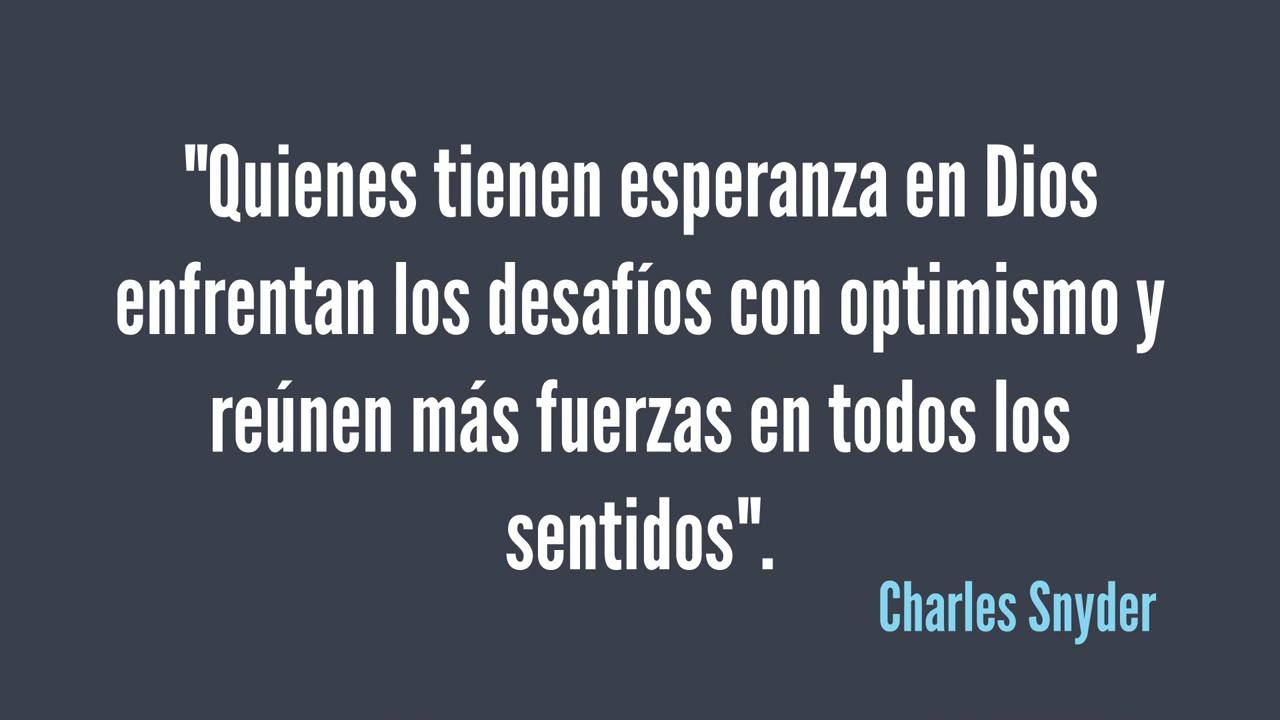 "Quienes tienen esperanza en Dios
enfrentan los desafíos con optimismo y
reúnen más fuerzas en todos los
sentidos".
Charles Snyder